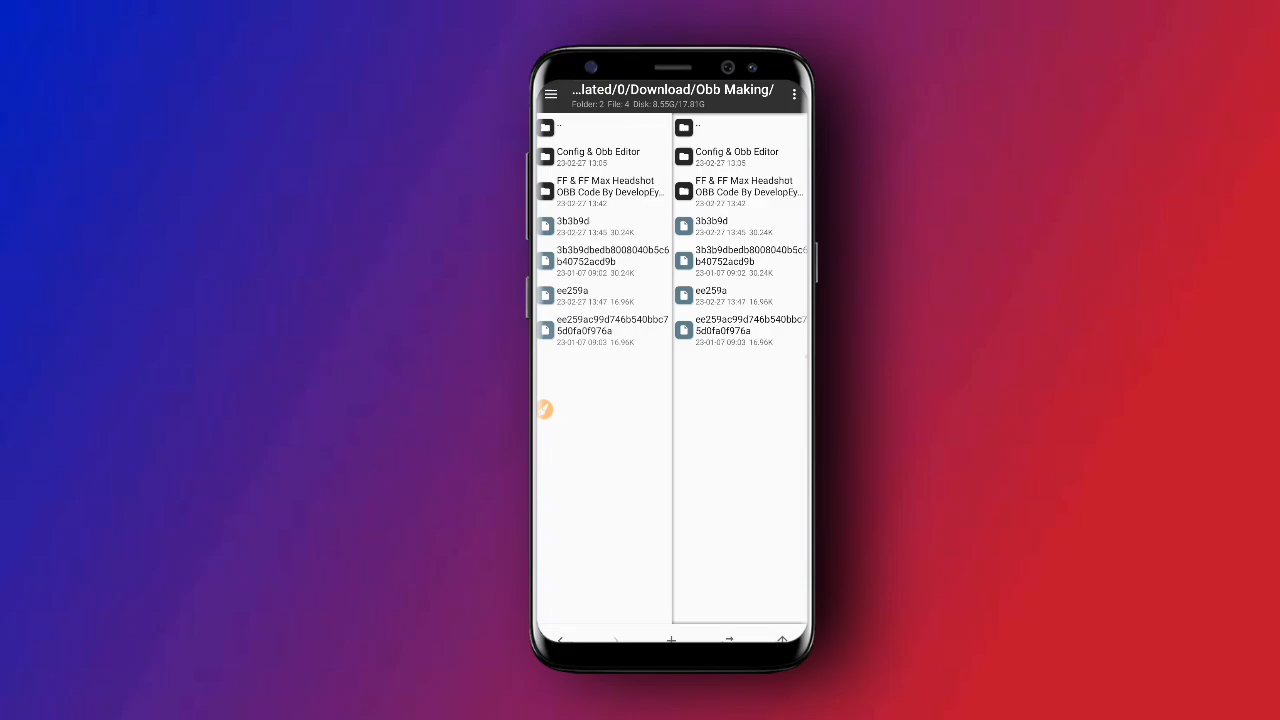 ...lated/0/Download/Obb Making/
Folder: 2 File: 4 Disk: 8.55G/17.81G
..
Config & Obb Editor
23-02-27 13:05
FF & FF Max Headshot
OBB Code By DevelopEy...
23-02-27 13:42
3b3b9d
23-02-27 13:45 30.24K
3b3b9dbedb8008040b5c6
b40752acd9b
23-01-07 09:02 30.24K
ee259a
23-02-27 13:47 16.96K
ee259ac99d746b540bbc7
5d0fa0f976a
23-01-07 09:03 16.96K
..
Config & Obb Editor
23-02-27 13:05
FF & FF Max Headshot
OBB Code By DevelopEy...
23-02-27 13:42
3b3b9d
23-02-27 13:45 30.24K
3b3b9dbedb8008040b5c6
b40752acd9b
23-01-07 09:02 30.24K
ee259a
23-02-27 13:47 16.96K
ee259ac99d746b540bbc7
5d0fa0f976a
23-01-07 09:03 16.96K